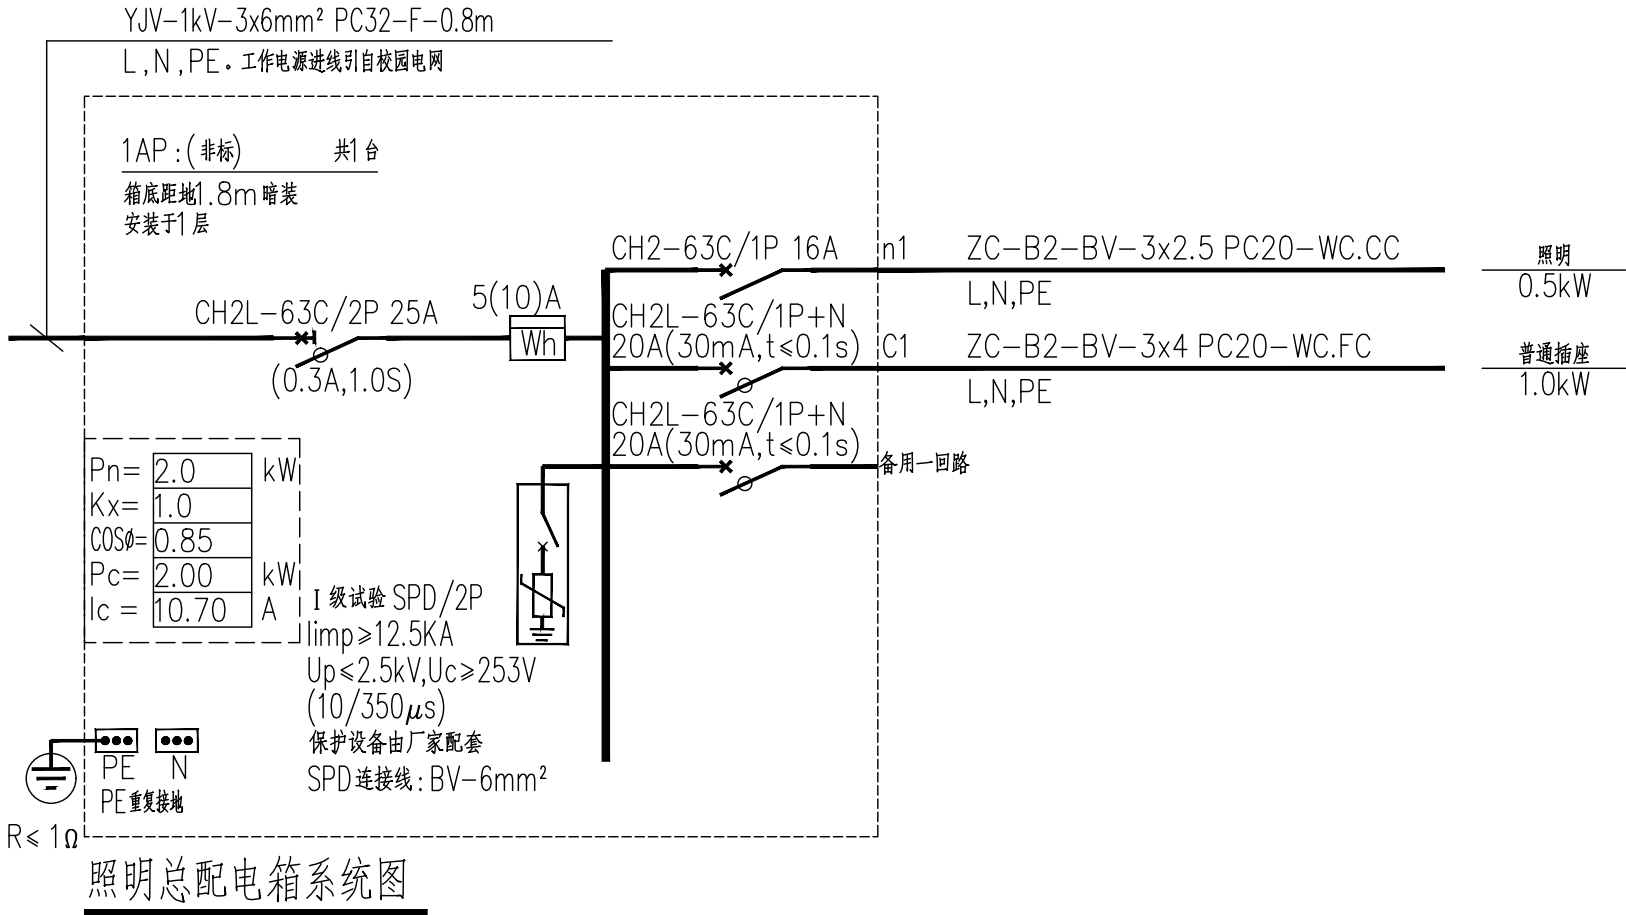 YJV-1kV-3x6mm² PC32-F-0.8m
L,N,PE。工作电源进线引自校园电网
1AP:(非标) 共1台
箱底距地1.8m暗装
安装于1层
CH2L-63C/2P 25A
(0.3A,1.0S)
5(10)A
Wh
CH2-63C/1P 16A n1 ZC-B2-BV-3x2.5 PC20-WC.CC 照明
L,N,PE 0.5kW
CH2L-63C/1P+N
20A(30mA,t≤0.1s) C1 ZC-B2-BV-3x4 PC20-WC.FC 普通插座
L,N,PE 1.0kW
CH2L-63C/1P+N
20A(30mA,t≤0.1s) 备用一回路
Pn= 2.0 kW
Kx= 1.0
COSø= 0.85
Pc= 2.00 kW
Ic = 10.70 A
I级试验 SPD/2P
Iimp≥12.5KA
Up≤2.5kV,Uc≥253V
(10/350μs)
保护设备由厂家配套
SPD连接线:BV-6mm²
PE N
PE重复接地
R≤1Ω
照明总配电箱系统图